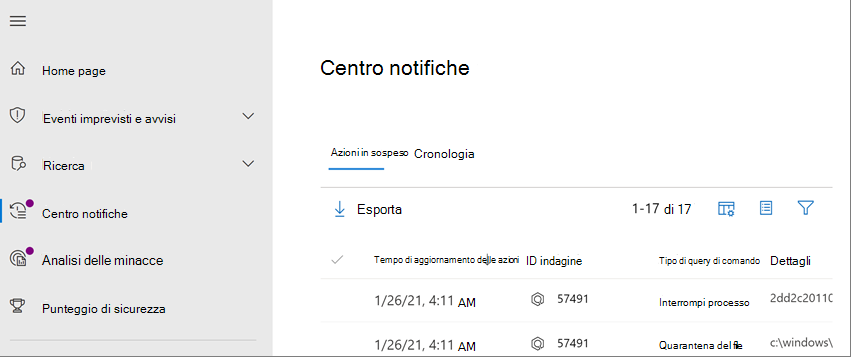 Home page
Eventi imprevisti e avvisi
Ricerca
Centro notifiche
Analisi delle minacce
Punteggio di sicurezza
Centro notifiche
Azioni in sospeso Cronologia
Esporta 1-17 di 17
Tempo di aggiornamento delle azioni ID indagine Tipo di query di comando Dettagli
1/26/21, 4:11 AM 57491 Interrompi processo 2dd2c20110
1/26/21, 4:11 AM 57491 Quarantena del file c:\windows\